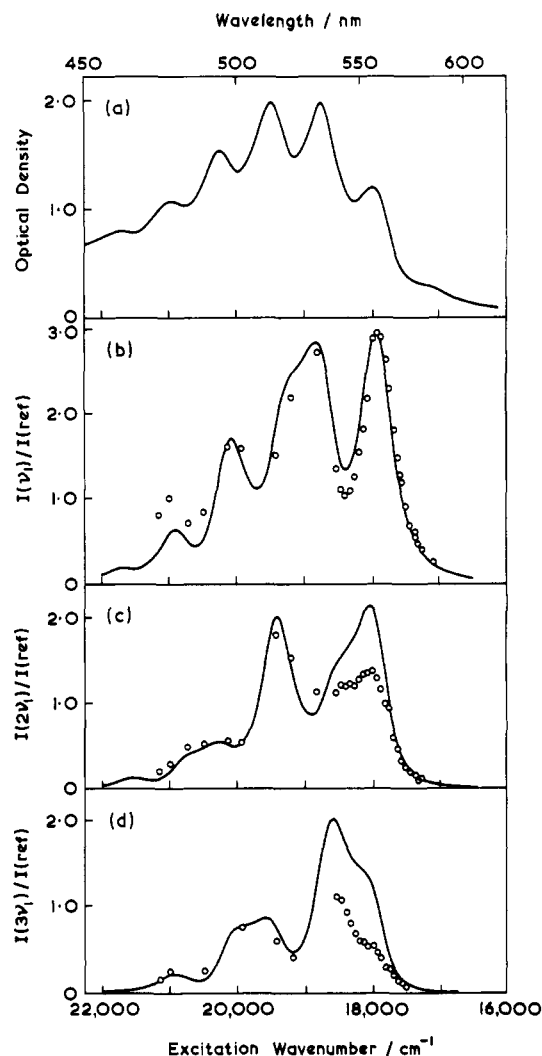 Wavelength / nm
450 500 550 600
(a)
2·0
1·0
0
Optical Density
(b)
3·0
2·0
1·0
0
I(ν₁)/I(ref)
(c)
2·0
1·0
0
I(2ν₁)/I(ref)
(d)
2·0
1·0
0
I(3ν₁)/I(ref)
22,000 20,000 18,000 16,000
Excitation Wavenumber / cm⁻¹